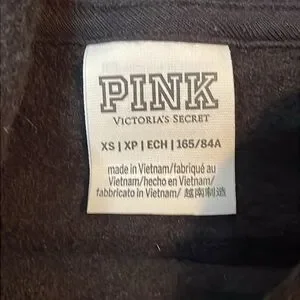 PINK
VICTORIA'S SECRET
XS | XP | ECH | 165/84A
made in Vietnam/fabriqué au
Vietnam/hecho en Vietnam/
fabbricato in Vietnam/ 越南制造